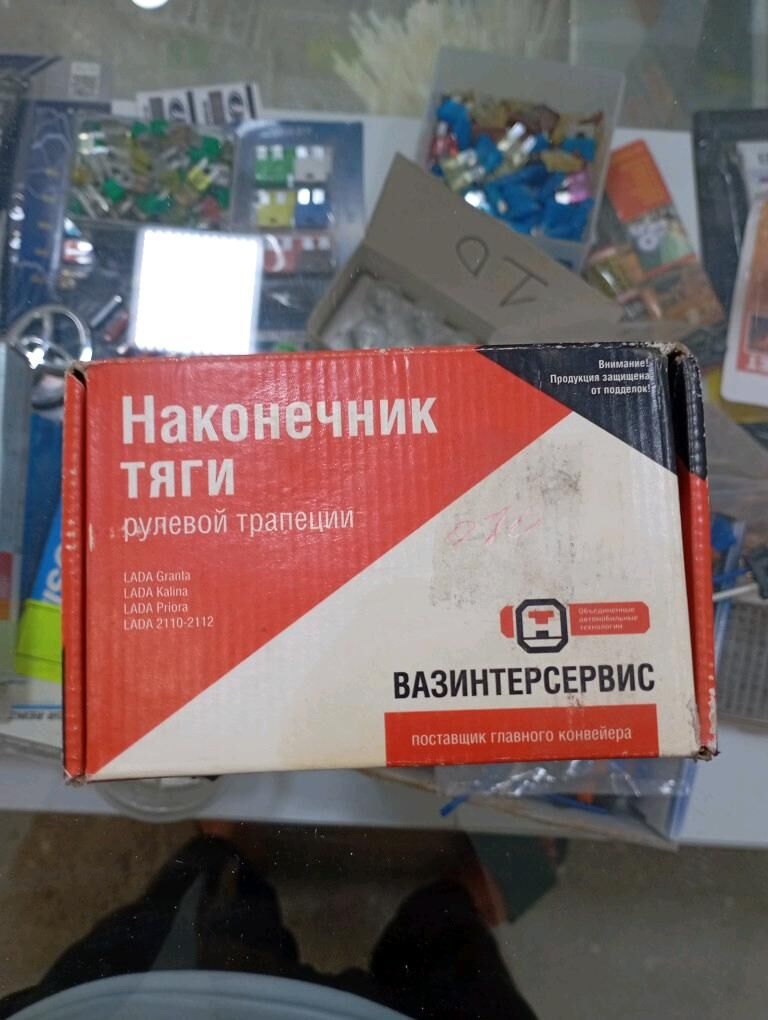 Внимание!
Продукция защищена
от подделок!
Наконечник
тяги
рулевой трапеции
LADA Granta
LADA Kalina
LADA Priora
LADA 2110-2112
Объединенные
автомобильные
технологии
ВАЗИНТЕРСЕРВИС
поставщик главного конвейера